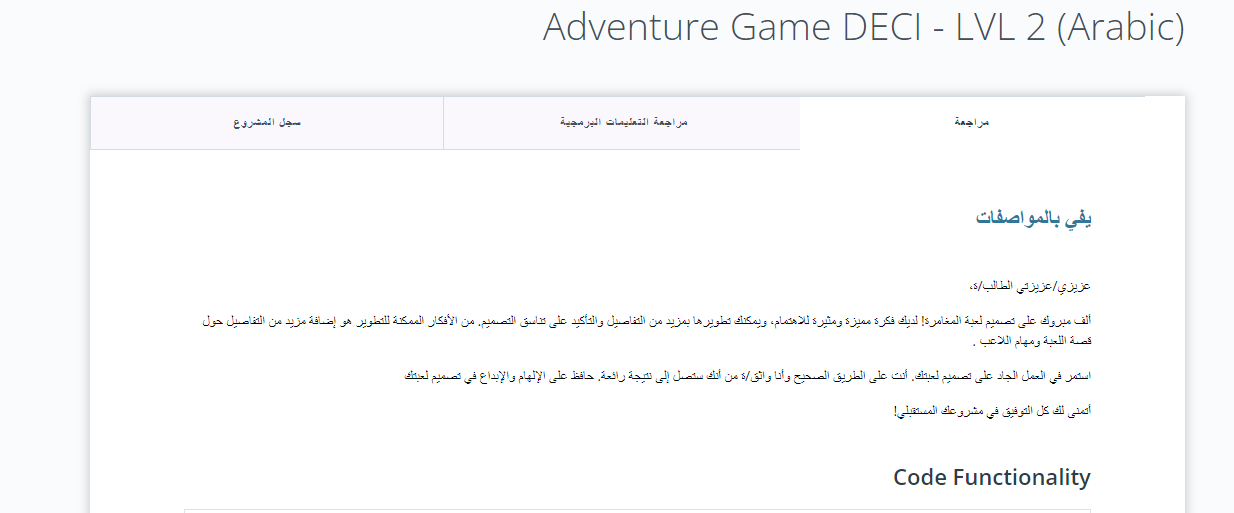 Adventure Game DECI - LVL 2 (Arabic)
مراجعة
مراجعة التعليمات البرمجية
سجل المشروع
يفي بالمواصفات
عزيزي/عزيزتي الطالب/ة،
ألف مبروك على تصميم لعبة المغامرة! لديك فكرة مميزة ومثيرة للاهتمام، ويمكنك تطويرها بمزيد من التفاصيل والتأكيد على تناسق التصميم. من الأفكار الممكنة للتطوير هو إضافة مزيد من التفاصيل حول
قصة اللعبة ومهام اللاعب .
استمر في العمل الجاد على تصميم لعبتك. أنت على الطريق الصحيح وأنا واثق/ة من أنك ستصل إلى نتيجة رائعة. حافظ على الإلهام والإبداع في تصميم لعبتك
أتمنى لك كل التوفيق في مشروعك المستقبلي!
Code Functionality